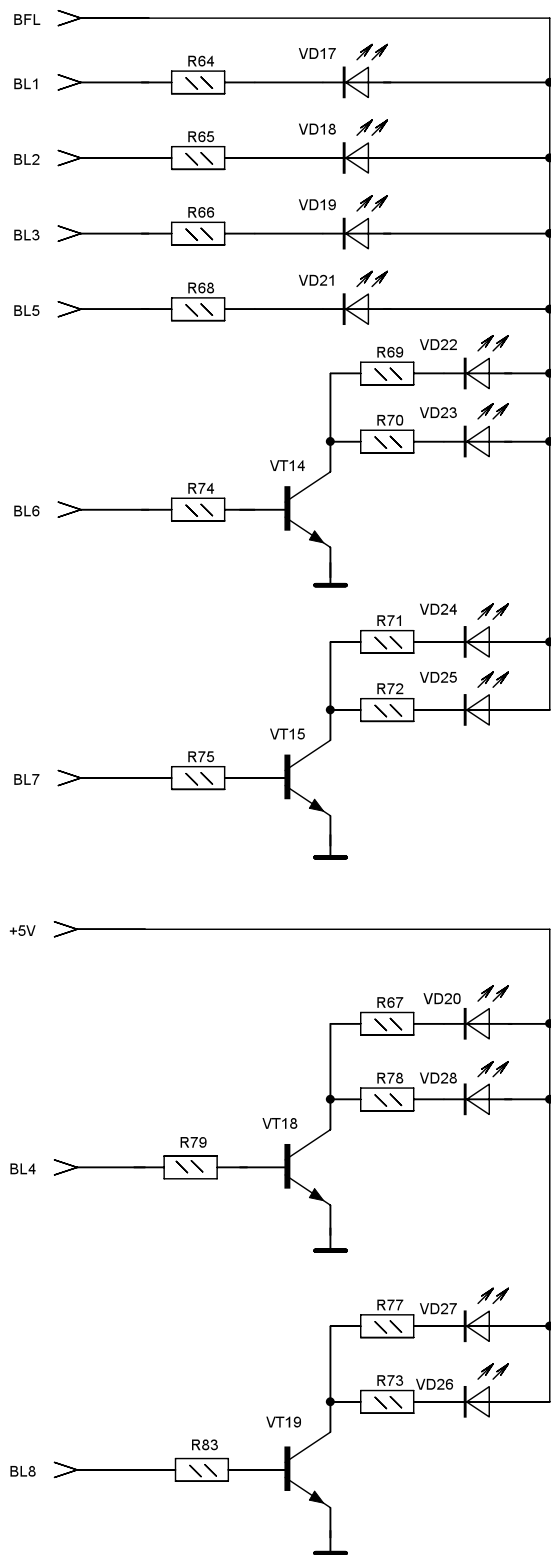 BFL
BL1 R64 VD17
BL2 R65 VD18
BL3 R66 VD19
BL5 R68 VD21
R69 VD22
R70 VD23
VT14
BL6 R74
R71 VD24
R72 VD25
VT15
BL7 R75
+5V
R67 VD20
R78 VD28
VT18
BL4 R79
R77 VD27
R73 VD26
VT19
BL8 R83